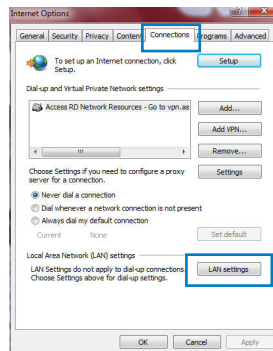 Internet Options
General Security Privacy Content Connections Programs Advanced
To set up an Internet connection, click Setup.
Setup
Dial-up and Virtual Private Network settings
Access RD Network Resources - Go to vpn.as
Add...
Add VPN...
Remove...
Choose Settings if you need to configure a proxy server for a connection.
Settings
Never dial a connection
Dial whenever a network connection is not present
Always dial my default connection
Current None
Set default
Local Area Network (LAN) settings
LAN Settings do not apply to dial-up connections. Choose Settings above for dial-up settings.
LAN settings
OK Cancel Apply